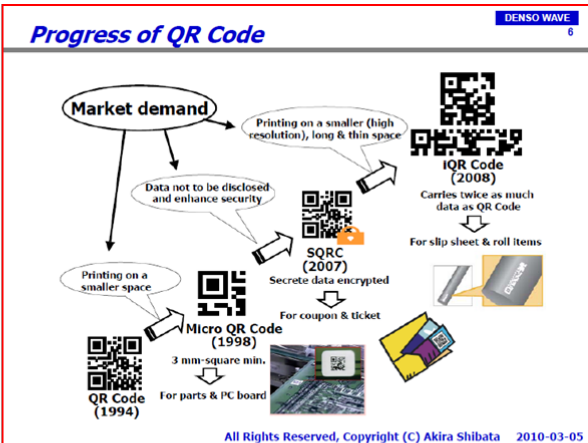 DENSO WAVE
6
Progress of QR Code
Market demand
Printing on a smaller (high
resolution), long & thin space
iQR Code
(2008)
Carries twice as much
data as QR Code
For slip sheet & roll items
Data not to be disclosed
and enhance security
SQRC
(2007)
Secrete data encrypted
For coupon & ticket
Printing on a
smaller space
Micro QR Code
(1998)
3 mm-square min.
For parts & PC board
QR Code
(1994)
All Rights Reserved, Copyright (C) Akira Shibata 2010-03-05